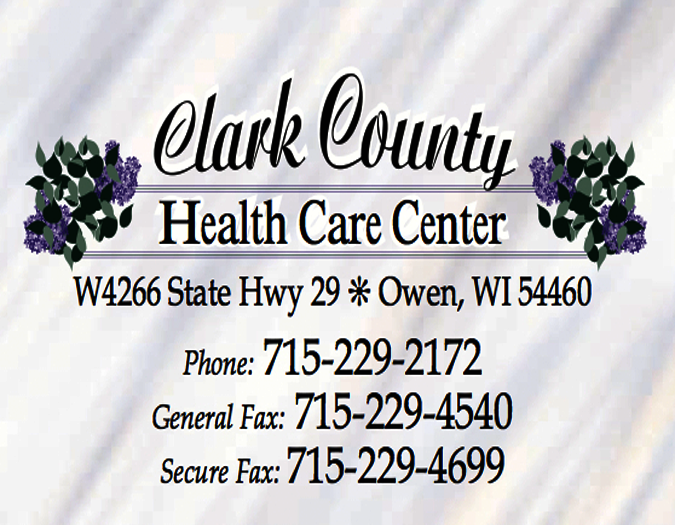 Clark County
Health Care Center
W4266 State Hwy 29 ✻ Owen, WI 54460
Phone: 715-229-2172
General Fax: 715-229-4540
Secure Fax: 715-229-4699